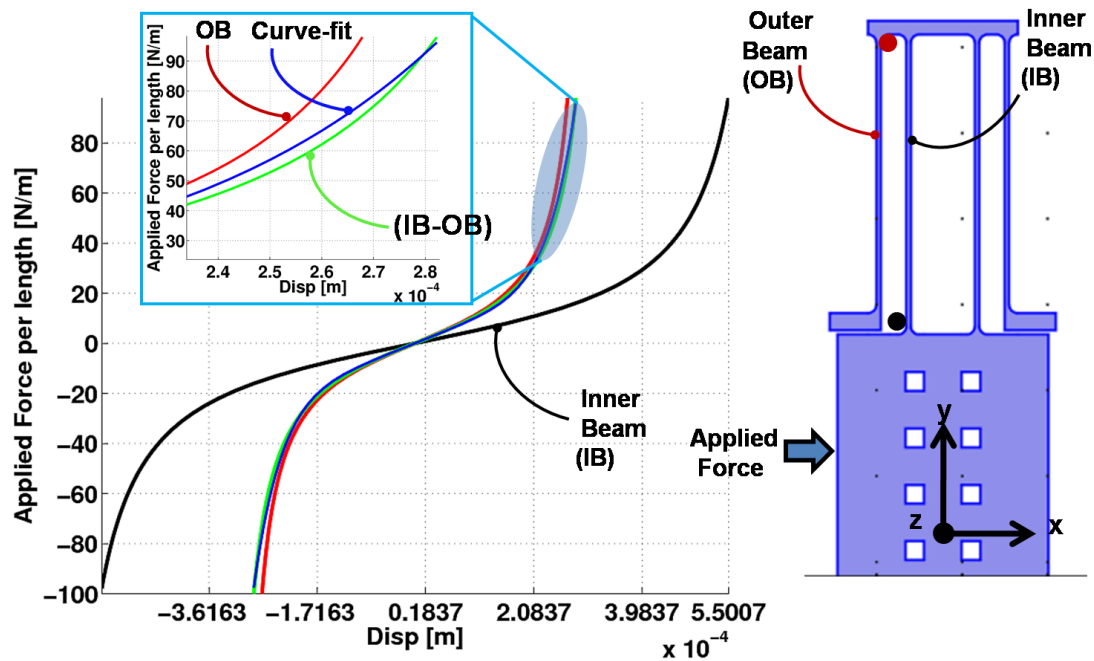 OB
Curve-fit
Applied Force per length [N/m]
90
80
70
60
50
40
30
2.4
2.5
2.6
2.7
2.8
Disp [m]
x 10⁻⁴
(IB-OB)
Applied Force per length [N/m]
80
60
40
20
0
−20
−40
−60
−80
−100
−3.6163
−1.7163
0.1837
2.0837
3.9837
5.5007
Disp [m]
x 10⁻⁴
Inner
Beam
(IB)
Outer
Beam
(OB)
Inner
Beam
(IB)
Applied
Force
y
z
x